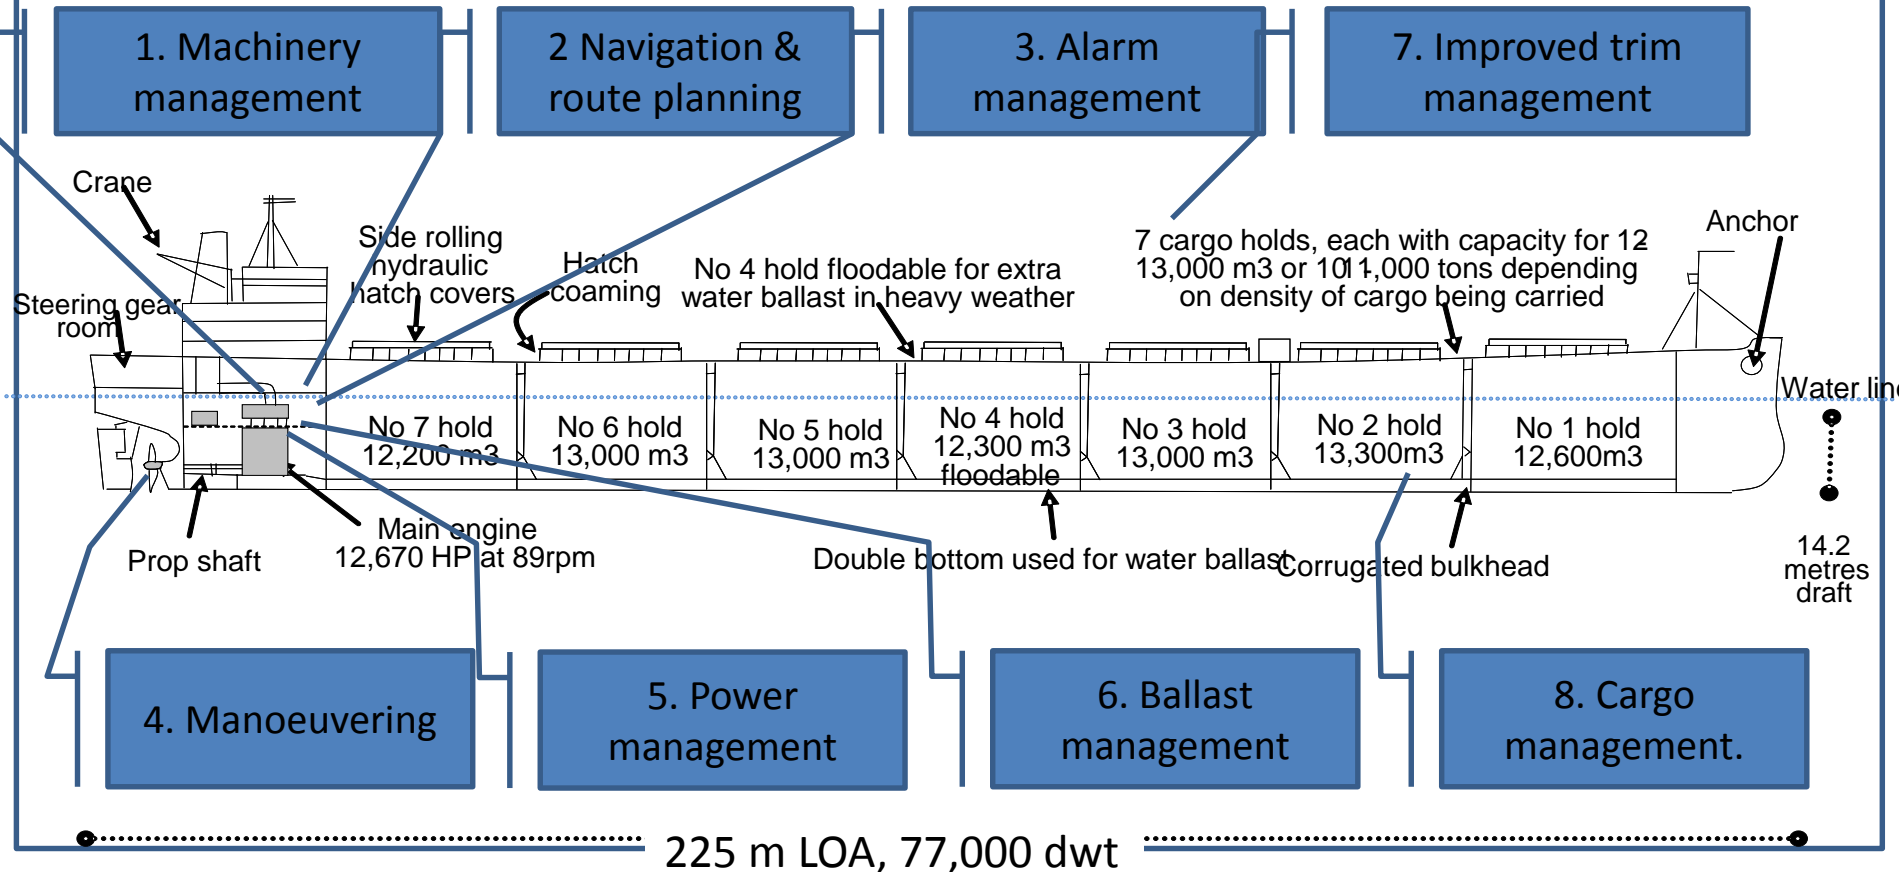 1. Machinery
management
2 Navigation &
route planning
3. Alarm
management
7. Improved trim
management
Crane
Side rolling
hydraulic
hatch covers
Hatch
coaming
No 4 hold floodable for extra
water ballast in heavy weather
7 cargo holds, each with capacity for 12-
13,000 m3 or 10-11,000 tons depending
on density of cargo being carried
Anchor
Steering gear
room
Water line
No 7 hold
12,200 m3
No 6 hold
13,000 m3
No 5 hold
13,000 m3
No 4 hold
12,300 m3
floodable
No 3 hold
13,000 m3
No 2 hold
13,300m3
No 1 hold
12,600m3
Prop shaft
Main engine
12,670 HP at 89rpm
Double bottom used for water ballast
Corrugated bulkhead
14.2
metres
draft
4. Manoeuvering
5. Power
management
6. Ballast
management
8. Cargo
management.
225 m LOA, 77,000 dwt